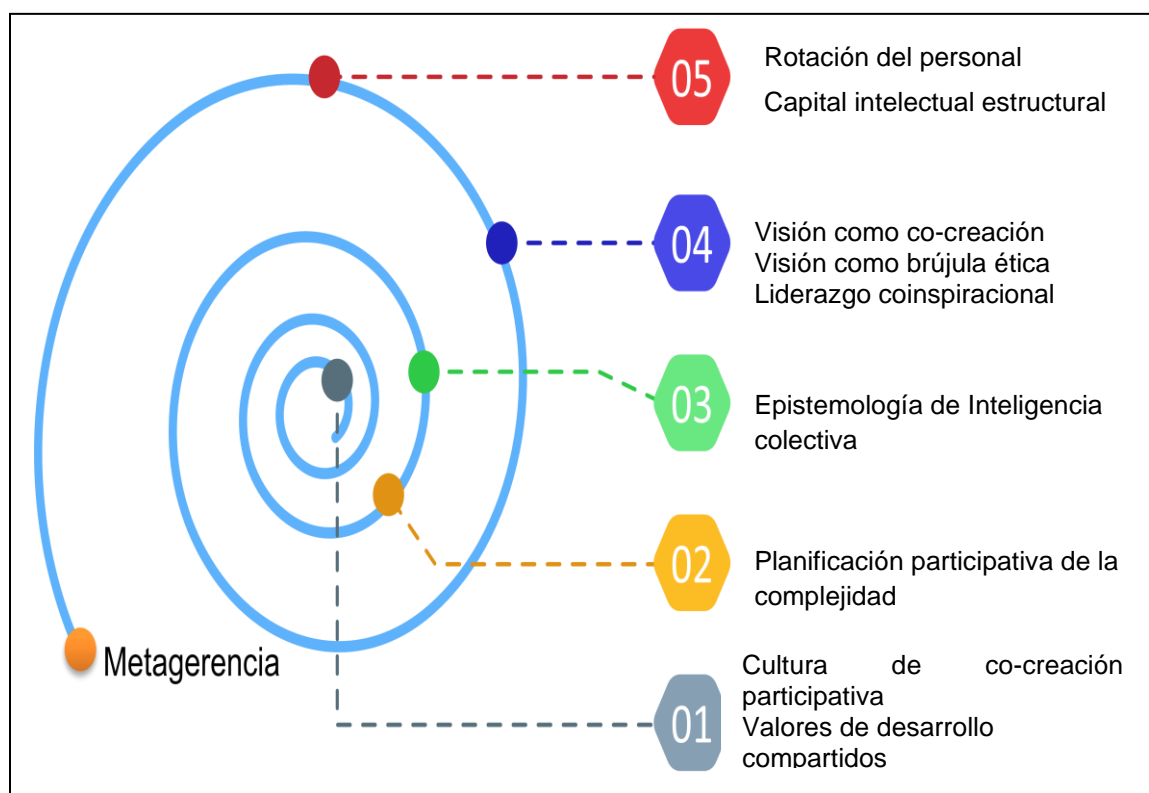 05
Rotación del personal
Capital intelectual estructural
04
Visión como co-creación
Visión como brújula ética
Liderazgo coinspiracional
03
Epistemología de Inteligencia
colectiva
02
Planificación participativa de la
complejidad
Metagerencia
01
Cultura de co-creación
participativa
Valores de desarrollo
compartidos